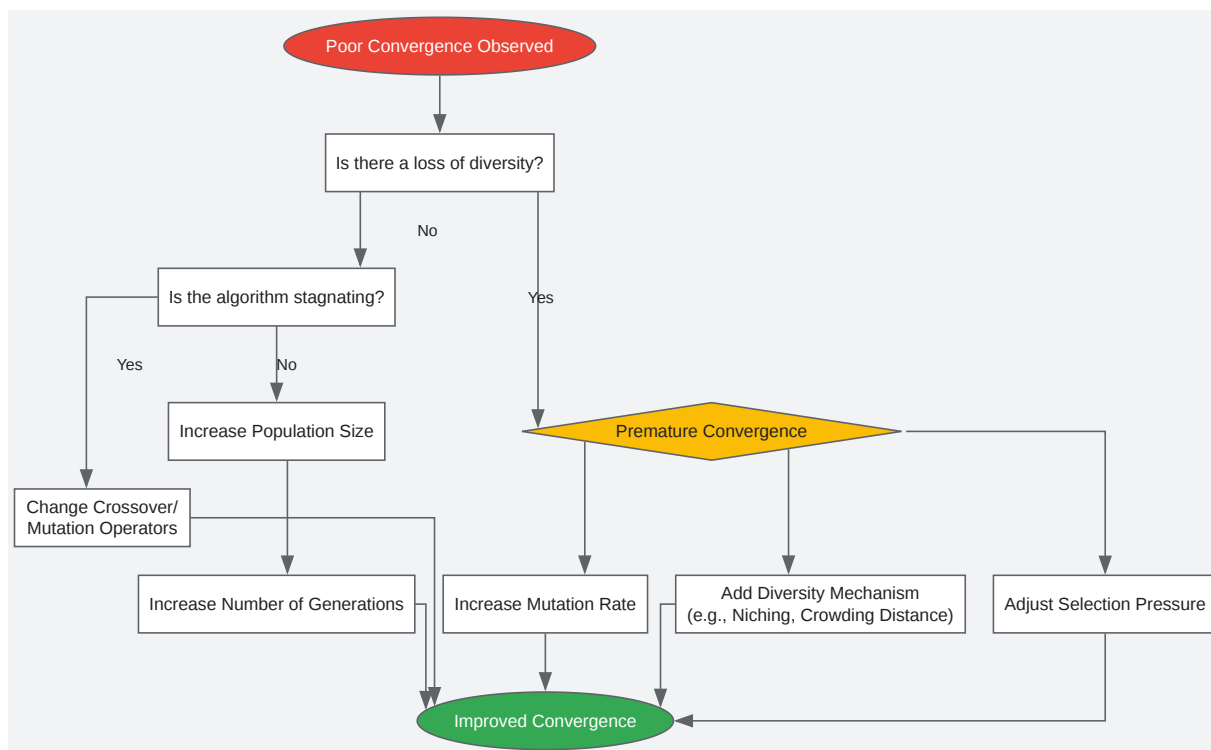 Poor Convergence Observed
Is there a loss of diversity?
No
Is the algorithm stagnating?
Yes
Yes
No
Increase Population Size
Premature Convergence
Change Crossover/
Mutation Operators
Increase Number of Generations
Increase Mutation Rate
Add Diversity Mechanism
(e.g., Niching, Crowding Distance)
Adjust Selection Pressure
Improved Convergence